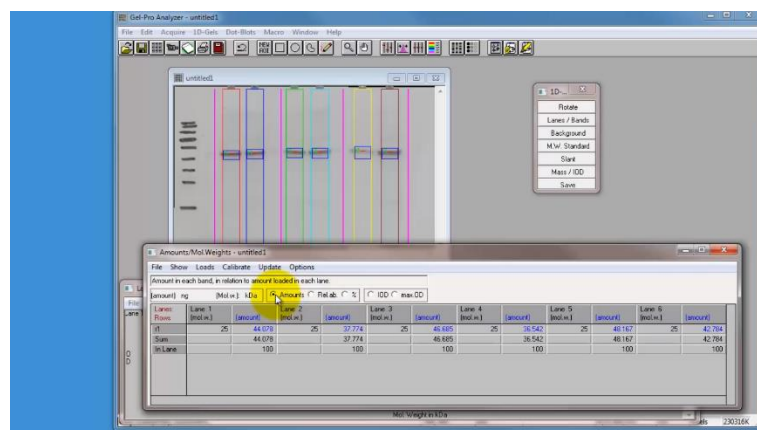 Gel-Pro Analyzer - untitled1
File Edit Acquire 1D-Gels Dot-Blots Macro Window Help
NEW
AOI
untitled1
1D-...
Rotate
Lanes / Bands
Background
M.W. Standard
Slant
Mass / IOD
Save
Amounts/Mol.Weights - untitled1
File Show Loads Calibrate Update Options
Amount in each band, in relation to amount loaded in each lane.
(amount) ng (Mol.w.) kDa Amounts Rel.ab. % IOD max.OD
Lanes: Lane 1 Lane 2 Lane 3 Lane 4 Lane 5 Lane 6
Rows (mol.w.) (amount) (mol.w.) (amount) (mol.w.) (amount) (mol.w.) (amount) (mol.w.) (amount) (mol.w.) (amount)
r1 25 44.078 25 37.774 25 46.685 25 36.542 25 48.167 25 42.784
Sum 44.078 37.774 46.685 36.542 48.167 42.784
In Lane 100 100 100 100 100 100
File
Mol. Weight in kDa
230316K